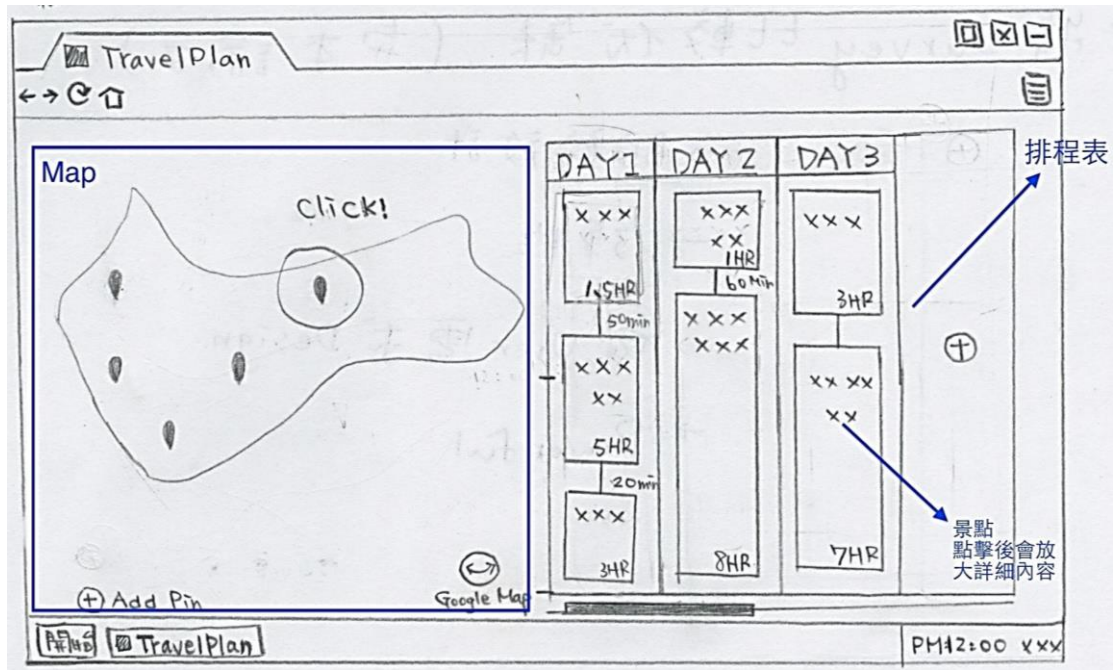 TravelPlan
Map
Click!
Add Pin
Google Map
DAY1
DAY2
DAY3
xxx
1.5HR
50min
xxx
xx
5HR
20min
xxx
3HR
xxx
xx
1HR
60Min
xxx
xxx
8HR
xxx
3HR
xx xx
xx
7HR
排程表
景點
點擊後會放
大詳細內容
開始
TravelPlan
PM12:00 xxx